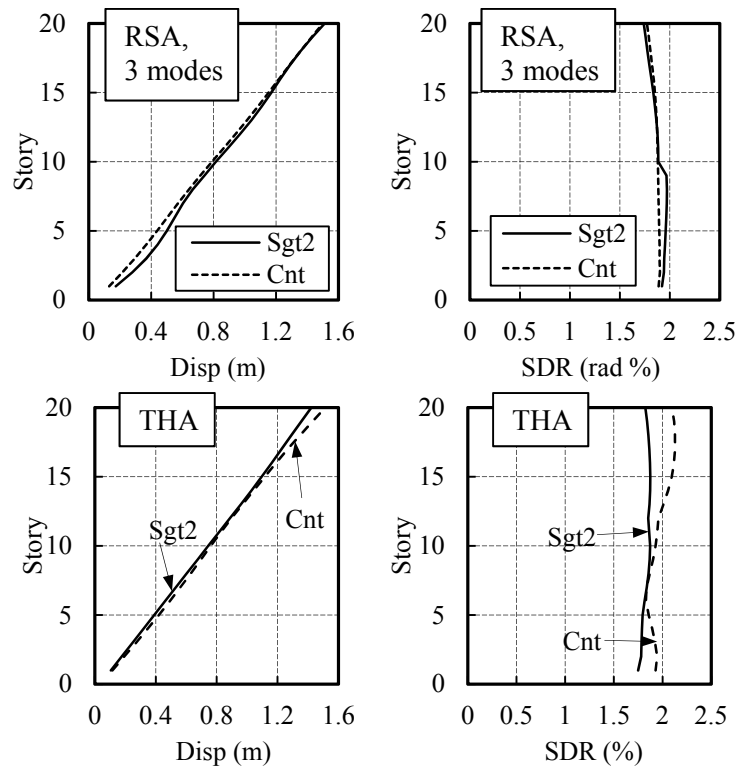 RSA,
3 modes
20
15
10
5
0
Story
Sgt2
Cnt
0 0.4 0.8 1.2 1.6
Disp (m)
RSA,
3 modes
20
15
10
5
0
Story
Sgt2
Cnt
0 0.5 1 1.5 2 2.5
SDR (rad %)
THA
20
15
10
5
0
Story
Sgt2
Cnt
0 0.4 0.8 1.2 1.6
Disp (m)
THA
20
15
10
5
0
Story
Sgt2
Cnt
0 0.5 1 1.5 2 2.5
SDR (%)